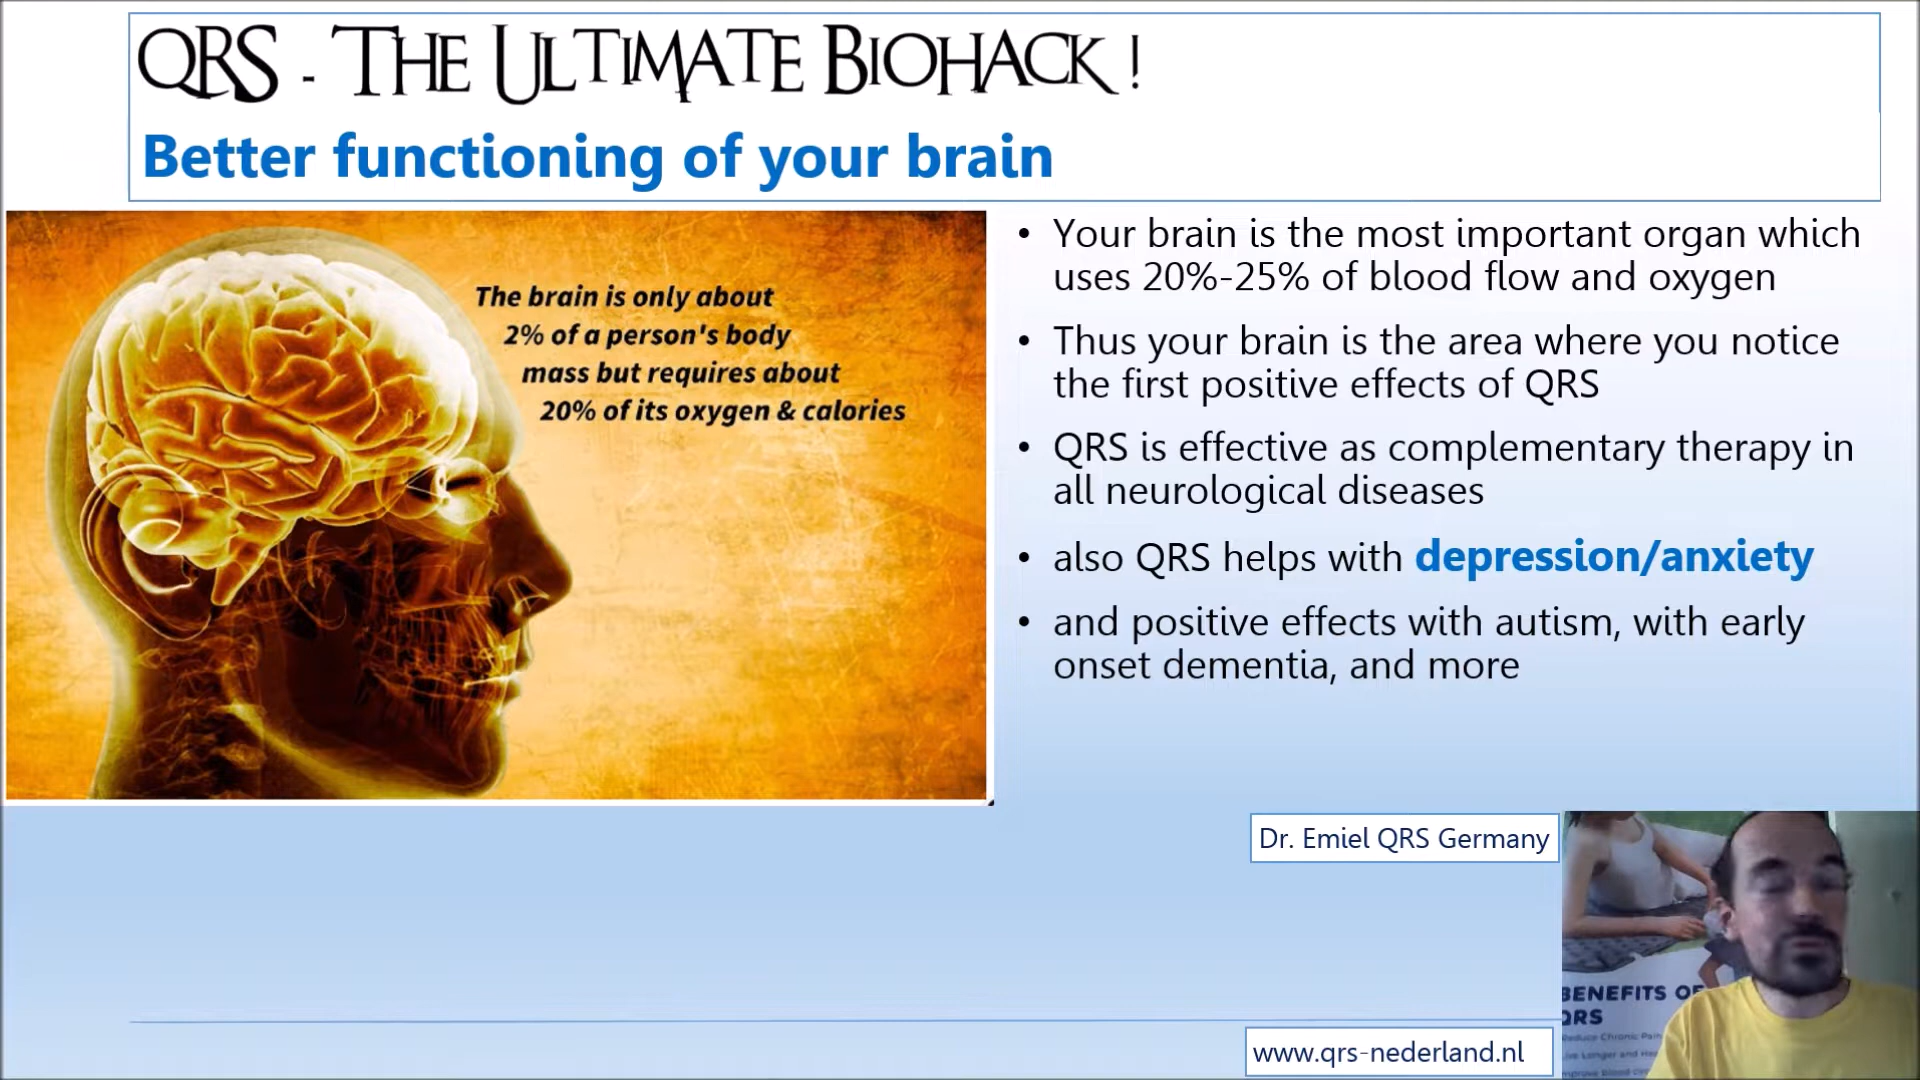 QRS - The Ultimate Biohack !
Better functioning of your brain
The brain is only about
2% of a person's body
mass but requires about
20% of its oxygen & calories
• Your brain is the most important organ which
uses 20%-25% of blood flow and oxygen
• Thus your brain is the area where you notice
the first positive effects of QRS
• QRS is effective as complementary therapy in
all neurological diseases
• also QRS helps with depression/anxiety
• and positive effects with autism, with early
onset dementia, and more
Dr. Emiel QRS Germany
BENEFITS OF
QRS
Reduce Chronic Pain
www.qrs-nederland.nl